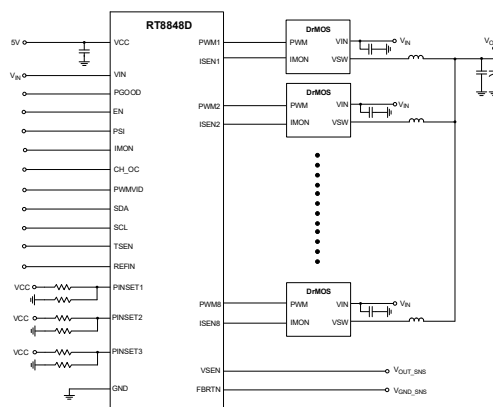 RT8848D
5V
VCC
VIN
VIN
PGOOD
EN
PSI
IMON
CH_OC
PWMVID
SDA
SCL
TSEN
REFIN
VCC
PINSET1
VCC
PINSET2
VCC
PINSET3
GND
PWM1
ISEN1
PWM2
ISEN2
PWM8
ISEN8
VSEN
FBRTN
DrMOS
PWM
VIN
IMON
VSW
VIN
DrMOS
PWM
VIN
IMON
VSW
VIN
DrMOS
PWM
VIN
IMON
VSW
VIN
VOUT_SNS
VGND_SNS